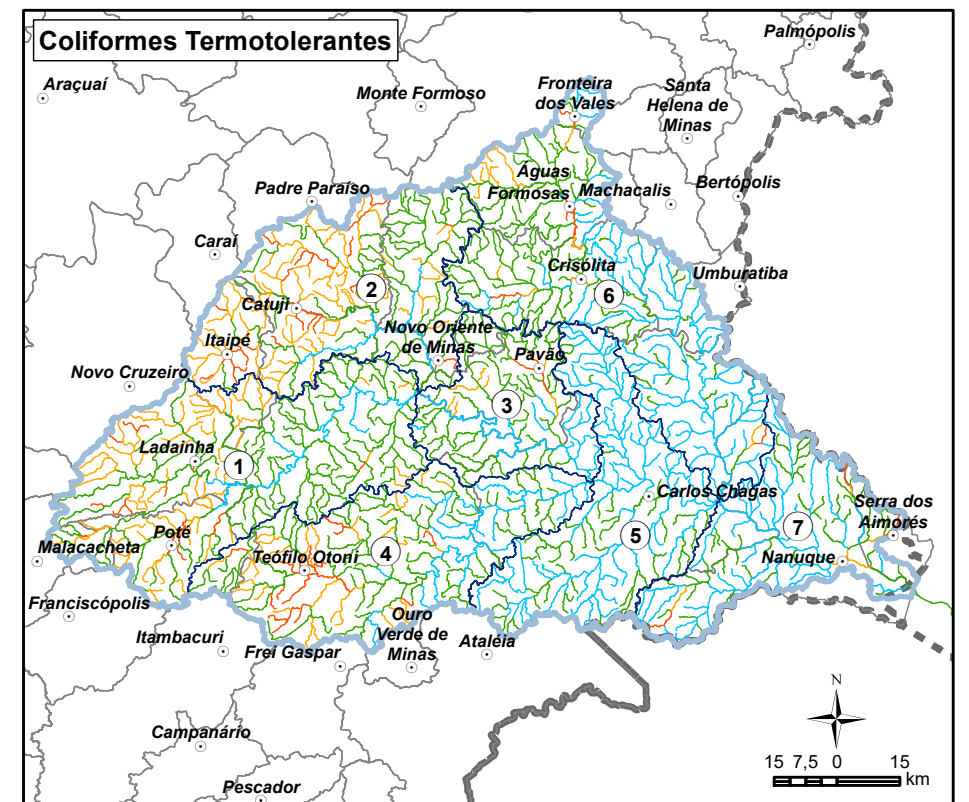 Coliformes Termotolerantes
Palmópolis
Araçuaí
Monte Formoso
Fronteira
dos Vales
Santa
Helena de
Minas
Águas
Formosas
Machacalis
Bertópolis
Padre Paraíso
Caraí
Crisólita
Umburatiba
2
6
Catuji
Itaipé
Novo Oriente
de Minas
Pavão
Novo Cruzeiro
3
Ladainha
1
Carlos Chagas
Serra dos
Aimorés
Poté
5
7
Malacacheta
Teófilo Otoni
4
Nanuque
Franciscópolis
Ouro
Verde de
Minas
Itambacuri
Frei Gaspar
Ataléia
N
Campanário
15 7,5 0 15
km
Pescador